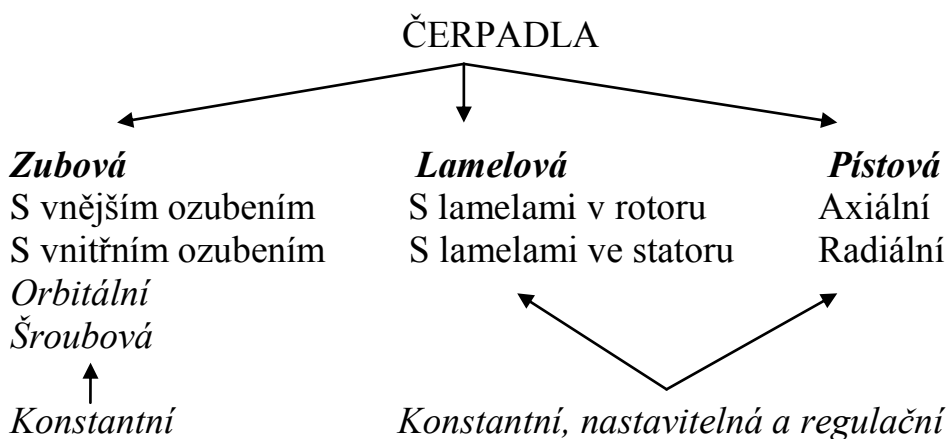 ČERPADLA
Zubová Lamelová Pístová
S vnějším ozubením S lamelami v rotoru Axiální
S vnitřním ozubením S lamelami ve statoru Radiální
Orbitální
Šroubová
Konstantní Konstantní, nastavitelná a regulační